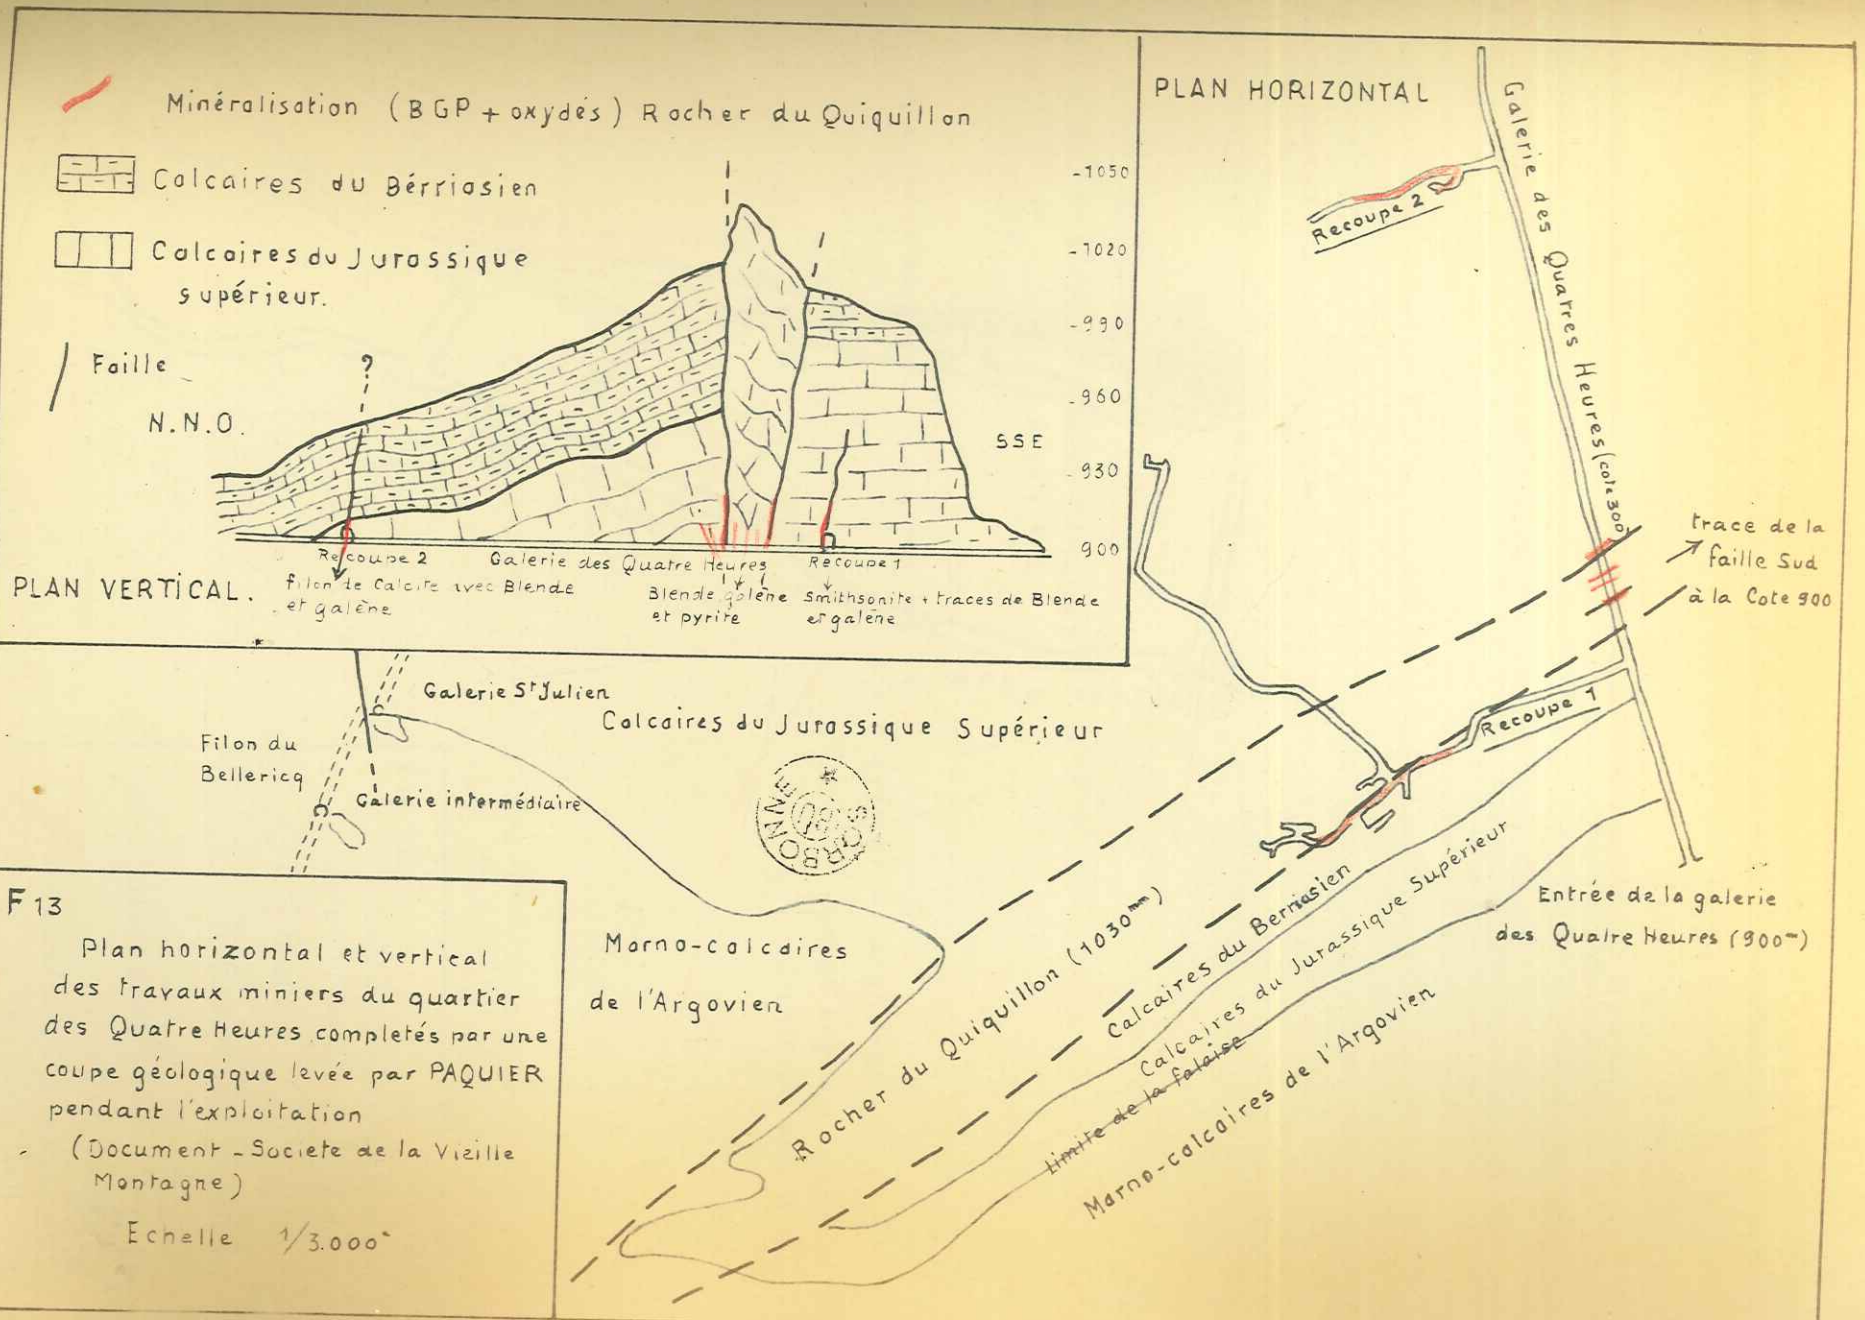 Minéralisation (BGP + oxydés) Rocher du Quiquillon
Calcaires du Bérriasien
Calcaires du Jurassique
supérieur.
Faille
N.N.O.
?
SSE
-1050
-1020
-990
-960
-930
900
Recoupe 2
Galerie des Quatre Heures
Recoupe 1
PLAN VERTICAL.
filon de Calcite avec Blende
et galène
Blende galène
et pyrite
Smithsonite + traces de Blende
et galène
PLAN HORIZONTAL
Galerie des Quatres Heures (cote 900)
Recoupe 2
trace de la
faille Sud
à la Cote 900
Recoupe 1
Galerie St Julien
Calcaires du Jurassique Supérieur
Filon du
Bellericq
Galerie intermédiaire
SORBONNE
Marno-calcaires
de l'Argovien
Rocher du Quiquillon (1030 m)
Calcaires du Berriasien
Calcaires du Jurassique Supérieur
Limite de la falaise
Marno-calcaires de l'Argovien
Entrée de la galerie
des Quatre Heures (900m)
F 13
Plan horizontal et vertical
des travaux miniers du quartier
des Quatre Heures completés par une
coupe géologique levée par PAQUIER
pendant l'exploitation
(Document - Societe de la Vieille
Montagne)
Echelle 1/3.000e